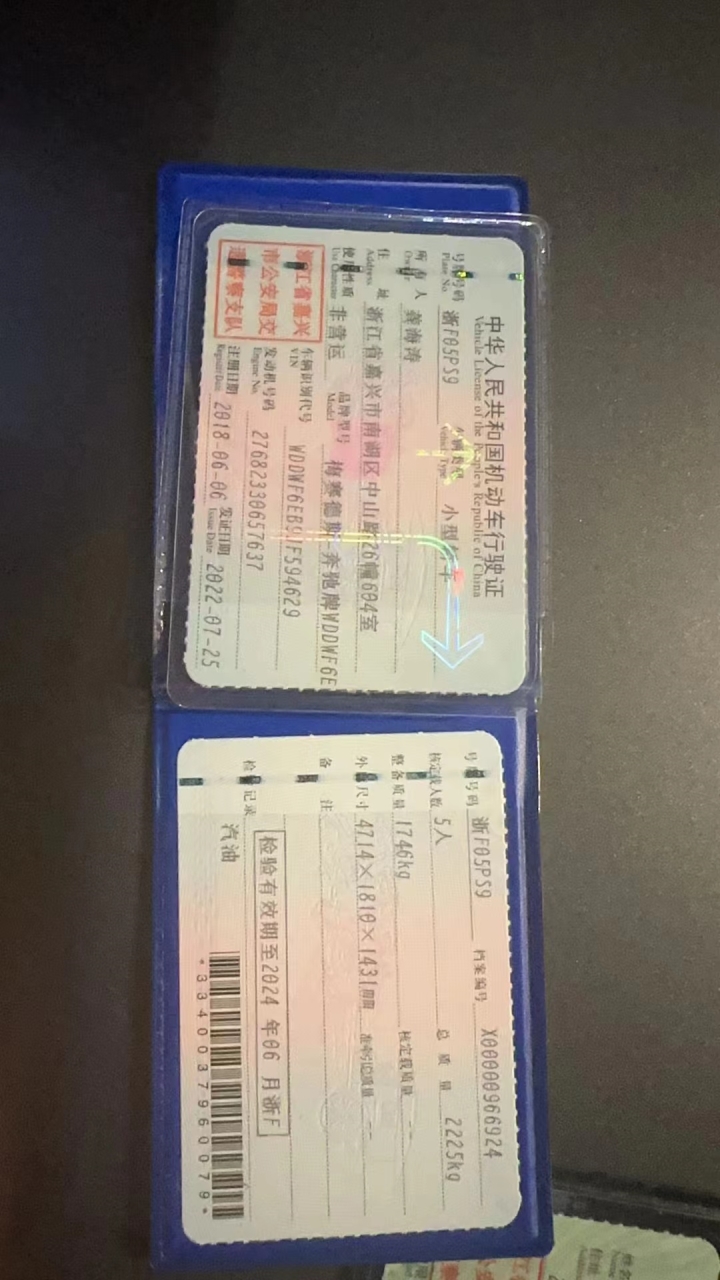 中华人民共和国机动车行驶证
Vehicle License of the People's Republic of China
号牌号码 浙F05PS9 车辆类型 小型轿车
Plate No. Vehicle Type
所有人 龚海涛
Owner
住址 浙江省嘉兴市南湖区中山路26幢604室
Address
使用性质 非营运 品牌型号 梅赛德斯-奔驰牌WDDWF6E
Use Character Model
浙江省嘉兴
市公安局交
通警察支队
车辆识别代号 WDDWF6EB9JF594629
VIN
发动机号码 27682330657637
Engine No.
注册日期 2018-06-06 发证日期 2022-07-25
Register Date Issue Date
号牌号码 浙F05PS9 档案编号 X00000966924
核定载人数 5人 总质量 2225kg
整备质量 1746kg 核定载质量 --
外廓尺寸 4714×1810×1431mm 准牵引总质量 --
备注
检验有效期至2024年06月浙F
检验记录
汽油
*3340037960079*